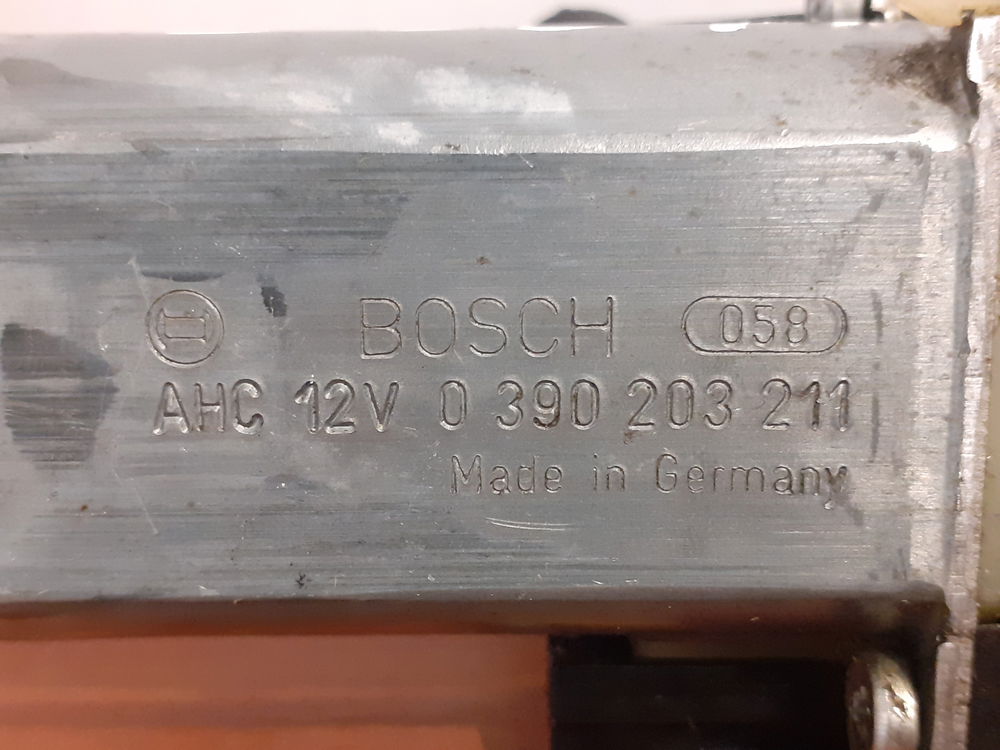 BOSCH 058
AHC 12V 0 390 203 211
Made in Germany